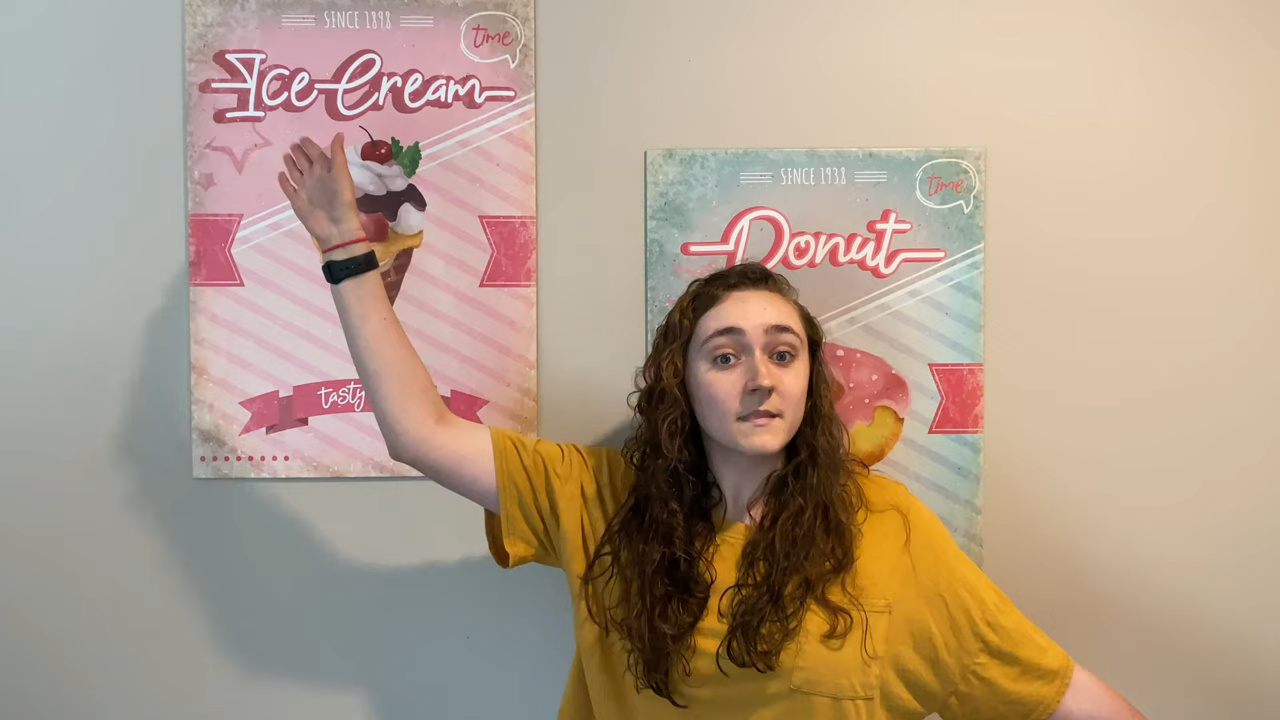 SINCE 1898
time
Ice Cream
tasty
SINCE 1938
time
Donut